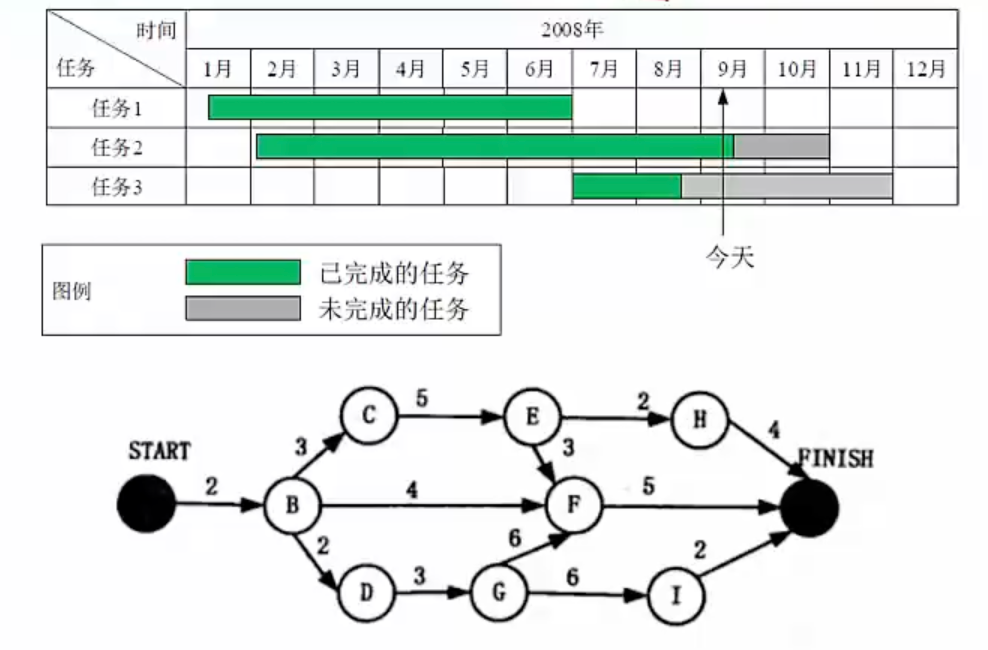 时间
2008年
任务
1月 2月 3月 4月 5月 6月 7月 8月 9月 10月 11月 12月
任务1
任务2
任务3
今天
图例
已完成的任务
未完成的任务
START
2
B
3
C
5
E
2
H
4
FINISH
4
3
F
5
2
D
3
G
6
6
I
2